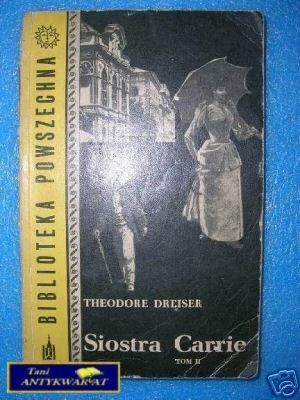 BIBLIOTEKA POWSZECHNA
THEODORE DREISER
Siostra Carrie
TOM II
Tani
ANTYKWARIAT